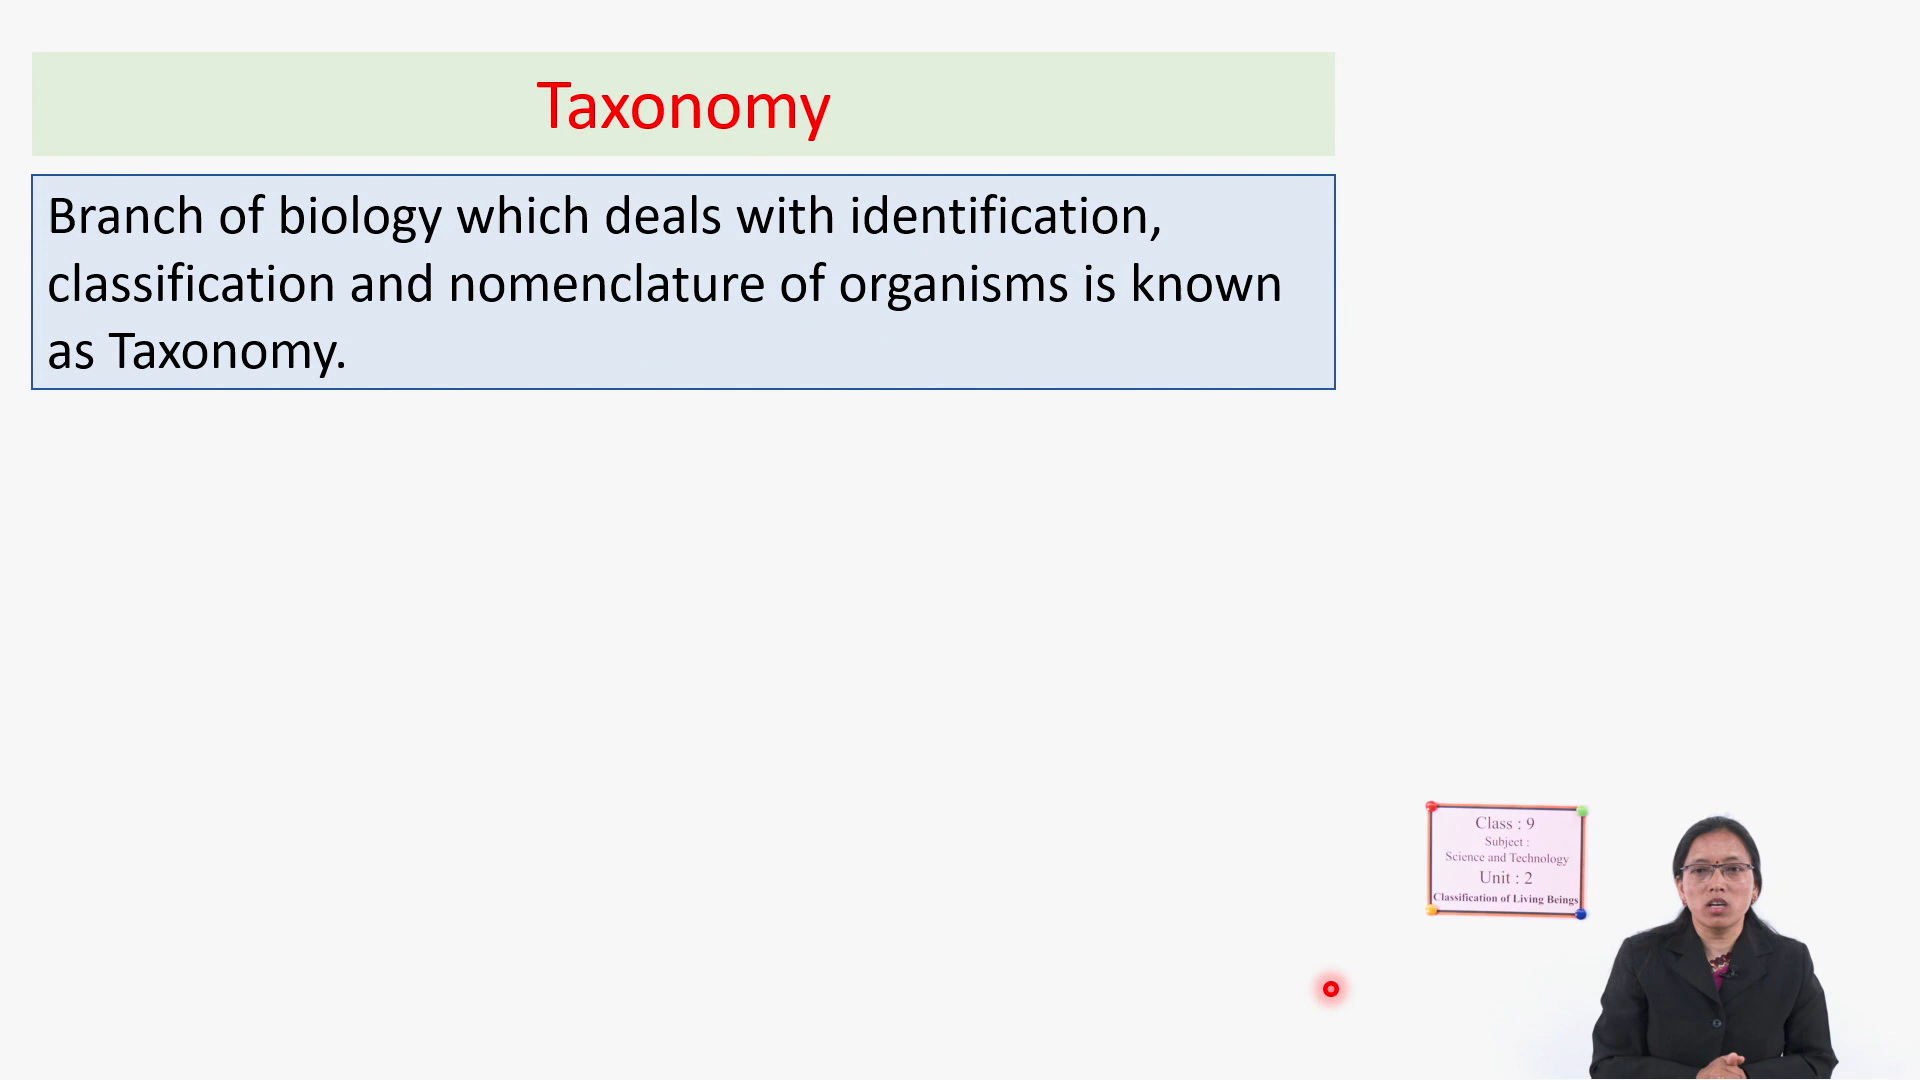 Taxonomy
Branch of biology which deals with identification,
classification and nomenclature of organisms is known
as Taxonomy.
Class : 9
Subject :
Science and Technology
Unit : 2
Classification of Living Beings